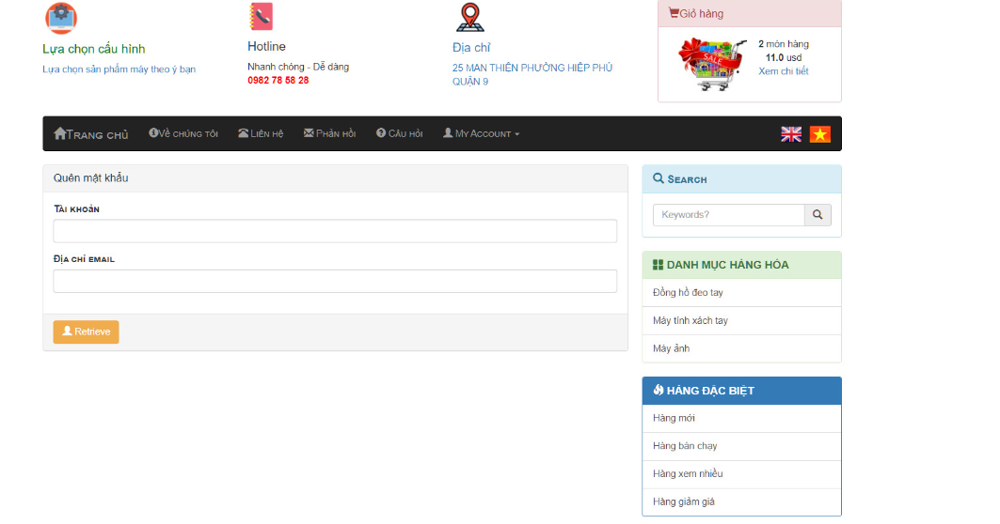 Lựa chọn cấu hình
Lựa chọn sản phẩm máy theo ý bạn
Hotline
Nhanh chóng - Dễ dàng
0982 78 58 28
Địa chỉ
25 MAN THIỆN PHƯỜNG HIỆP PHÚ
QUẬN 9
Giỏ hàng
SALE
2 món hàng
11.0 usd
Xem chi tiết
Trang chủ Về chúng tôi Liên hệ Phản hồi Câu hỏi My Account
Quên mật khẩu
Tài khoản
Địa chỉ email
Retrieve
Search
Keywords?
DANH MỤC HÀNG HÓA
Đồng hồ đeo tay
Máy tính xách tay
Máy ảnh
HÀNG ĐẶC BIỆT
Hàng mới
Hàng bán chạy
Hàng xem nhiều
Hàng giảm giá